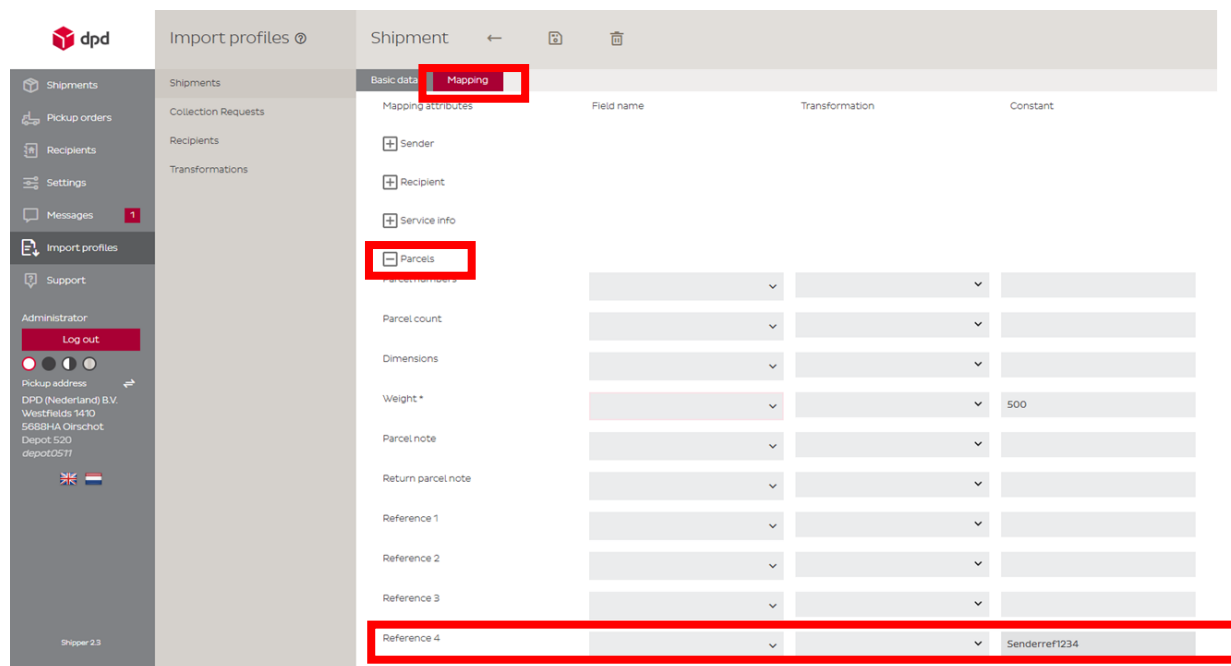 dpd
Import profiles
Shipment
Shipments
Pickup orders
Recipients
Settings
Messages 1
Import profiles
Support
Administrator
Log out
Pickup address
DPD (Nederland) B.V.
Westfields 1410
5688HA Oirschot
Depot 520
depot0511
Shipper 2.3
Shipments
Collection Requests
Recipients
Transformations
Basic data Mapping
Mapping attributes Field name Transformation Constant
Sender
Recipient
Service info
Parcels
Parcel numbers
Parcel count
Dimensions
Weight * 500
Parcel note
Return parcel note
Reference 1
Reference 2
Reference 3
Reference 4 Senderref1234